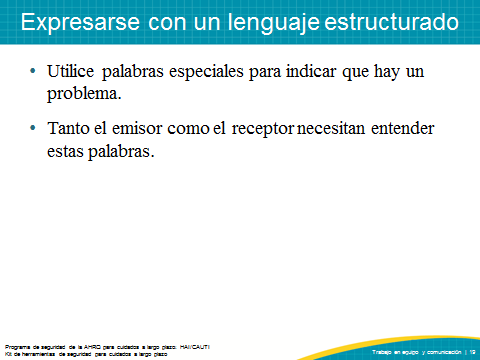 Expresarse con un lenguaje estructurado
• Utilice palabras especiales para indicar que hay un
problema.
• Tanto el emisor como el receptor necesitan entender
estas palabras.
Programa de seguridad de la AHRQ para cuidados a largo plazo: HAI/CAUTI
Kit de herramientas de seguridad para cuidados a largo plazo
Trabajo en equipo y comunicación | 19